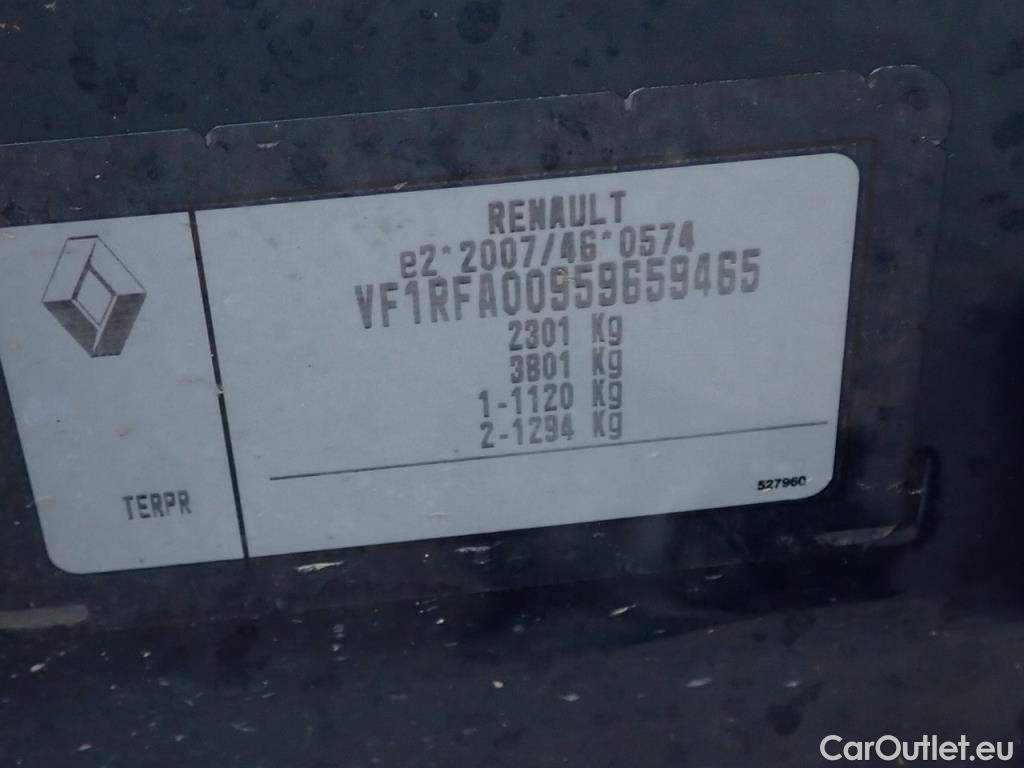 RENAULT
e2*2007/46*0574
VF1RFA00959659465
2301 Kg
3801 Kg
1-1120 Kg
2-1294 Kg
TERPR
527960
CarOutlet.eu